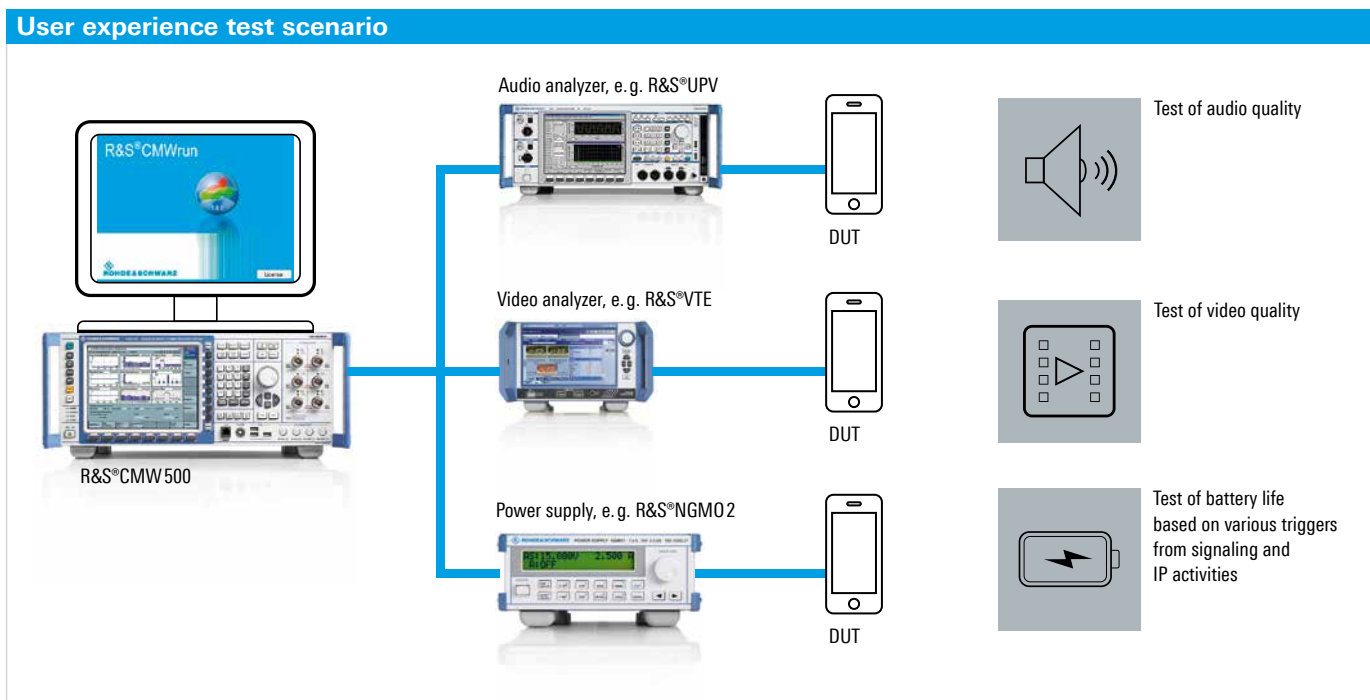 User experience test scenario
R&S®CMWrun
ROHDE&SCHWARZ
License
R&S®CMW500
Audio analyzer, e.g. R&S®UPV
DUT
Test of audio quality
Video analyzer, e.g. R&S®VTE
DUT
Test of video quality
Power supply, e.g. R&S®NGMO2
ROHDE&SCHWARZ
DUT
Test of battery life
based on various triggers
from signaling and
IP activities